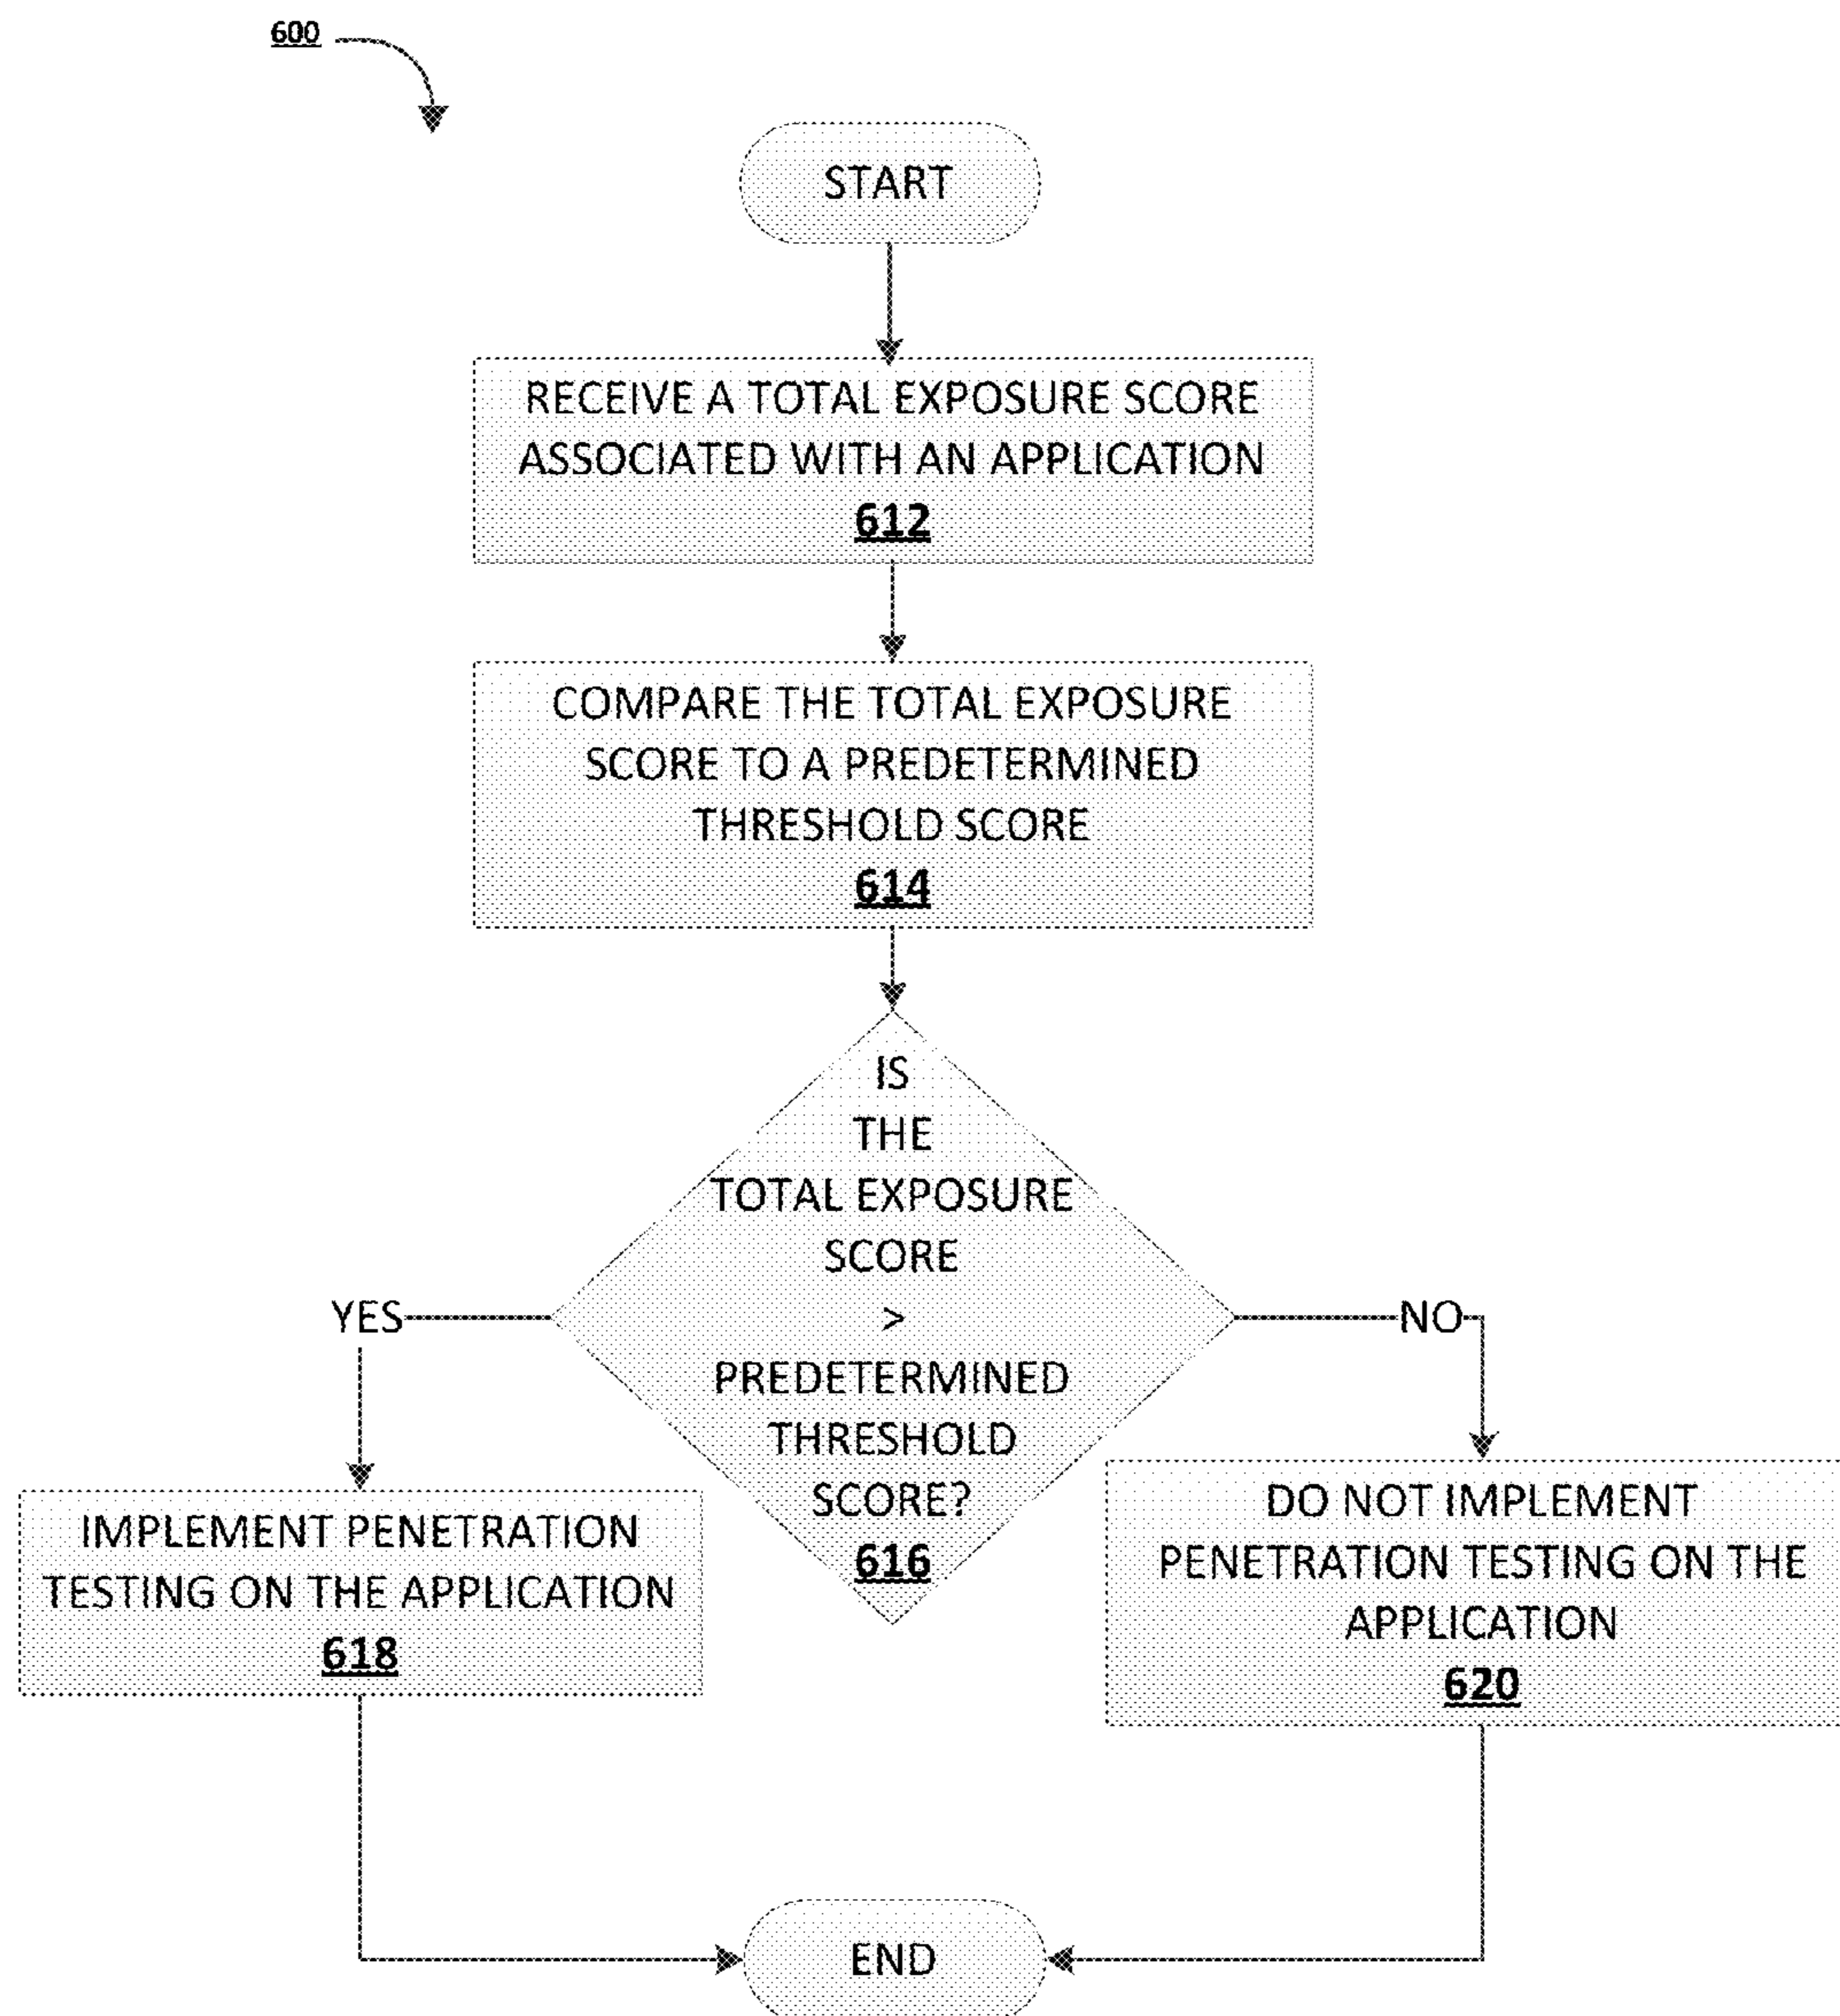 600
START
RECEIVE A TOTAL EXPOSURE SCORE
ASSOCIATED WITH AN APPLICATION
612
COMPARE THE TOTAL EXPOSURE
SCORE TO A PREDETERMINED
THRESHOLD SCORE
614
IS
THE
TOTAL EXPOSURE
SCORE
>
PREDETERMINED
THRESHOLD
SCORE?
616
YES
NO
IMPLEMENT PENETRATION
TESTING ON THE APPLICATION
618
DO NOT IMPLEMENT
PENETRATION TESTING ON THE
APPLICATION
620
END